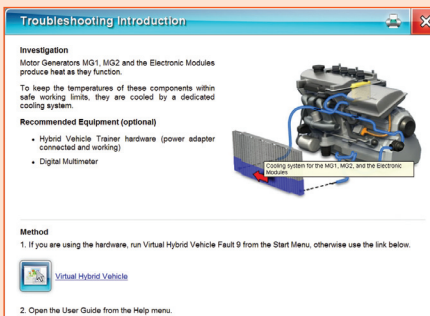 Troubleshooting Introduction
Investigation
Motor Generators MG1, MG2 and the Electronic Modules
produce heat as they function.
To keep the temperatures of these components within
safe working limits, they are cooled by a dedicated
cooling system.
Recommended Equipment (optional)
• Hybrid Vehicle Trainer hardware (power adapter
connected and working)
• Digital Multimeter
Cooling system for the MG1, MG2, and the Electronic
Modules
Method
1. If you are using the hardware, run Virtual Hybrid Vehicle Fault 9 from the Start Menu, otherwise use the link below.
Virtual Hybrid Vehicle
2. Open the User Guide from the Help menu.